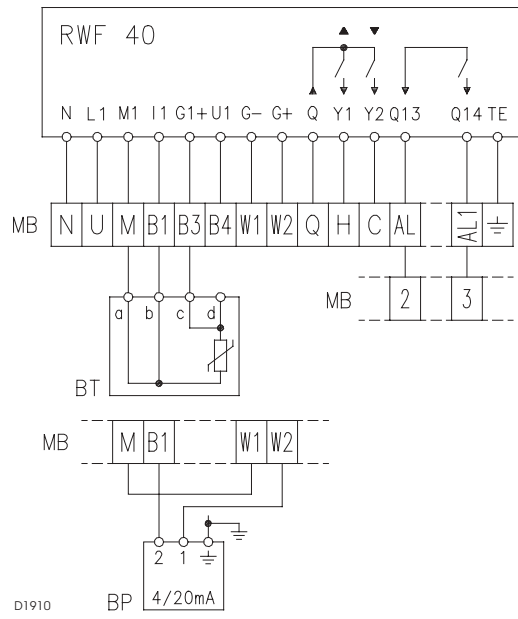 RWF 40
N L1 M1 I1 G1+ U1 G- G+ Q Y1 Y2 Q13 Q14 TE
MB N U M B1 B3 B4 W1 W2 Q H C AL AL1
MB 2 3
a b c d
BT
MB M B1 W1 W2
2 1
BP 4/20mA
D1910